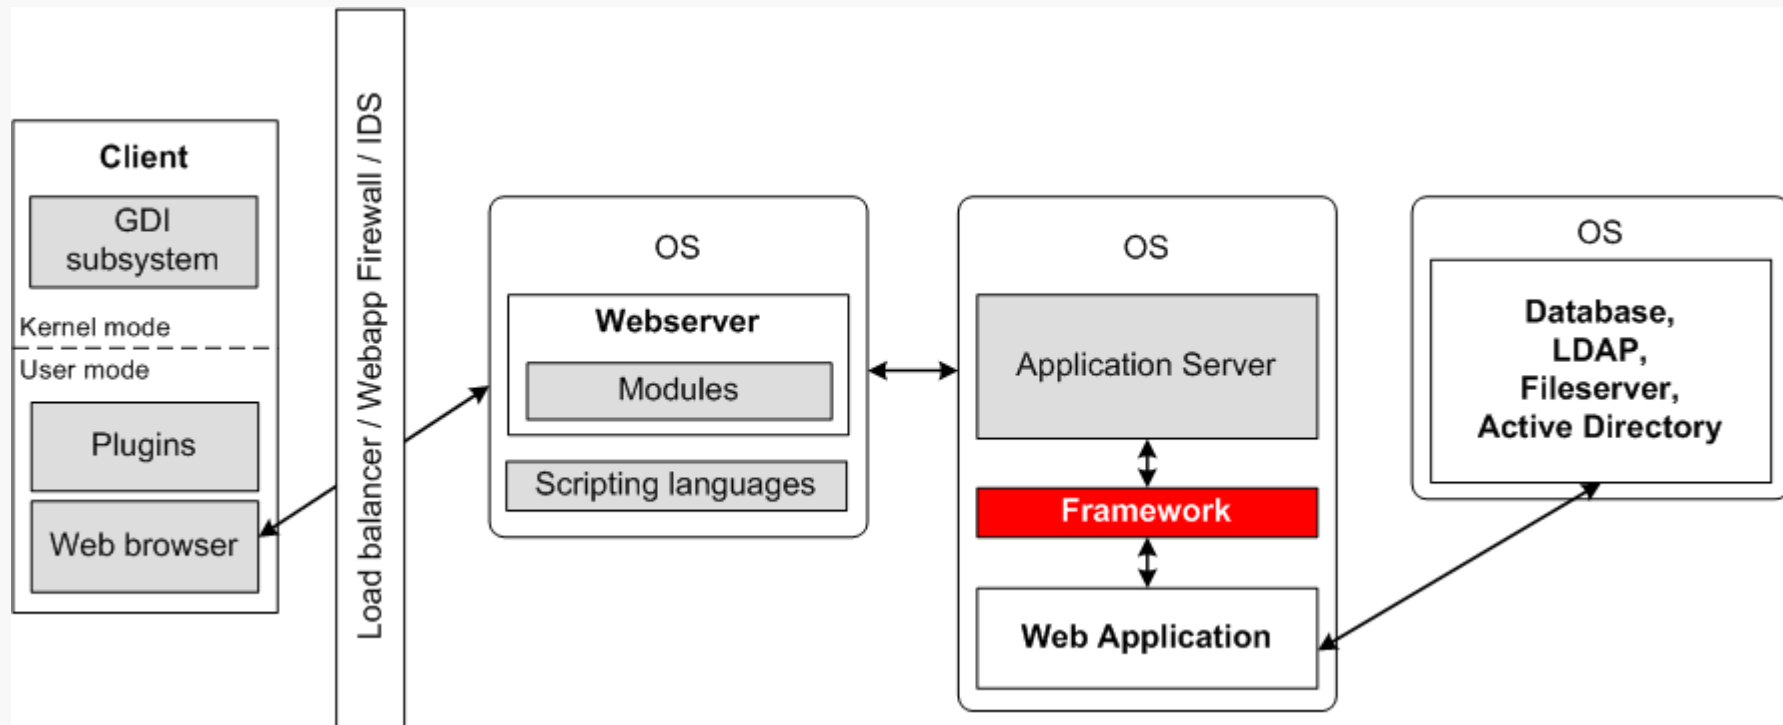 Client
GDI
subsystem
Kernel mode
User mode
Plugins
Web browser
Load balancer / Webapp Firewall / IDS
OS
Webserver
Modules
Scripting languages
OS
Application Server
Framework
Web Application
OS
Database,
LDAP,
Fileserver,
Active Directory